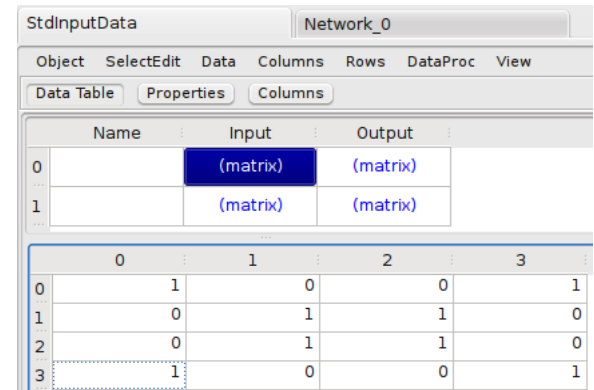 StdInputData Network_0
Object SelectEdit Data Columns Rows DataProc View
Data Table Properties Columns
Name Input Output
0 (matrix) (matrix)
1 (matrix) (matrix)
0 1 2 3
0 1 0 0 1
1 0 1 1 0
2 0 1 1 0
3 1 0 0 1